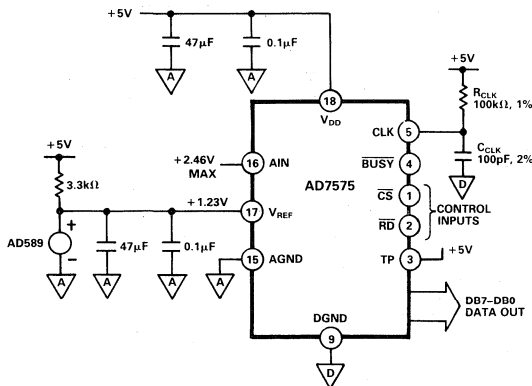 +5V
47μF
0.1μF
A
A
+5V
RCLK
100kΩ, 1%
18
VDD
CLK
5
CCLK
100pF, 2%
D
+5V
3.3kΩ
+2.46V
MAX
16
AIN
BUSY
4
AD7575
CS
1
RD
2
CONTROL
INPUTS
+1.23V
17
VREF
AD589
+
−
47μF
0.1μF
15
AGND
TP
3
+5V
A
A
A
A
DB7–DB0
DATA OUT
DGND
9
D